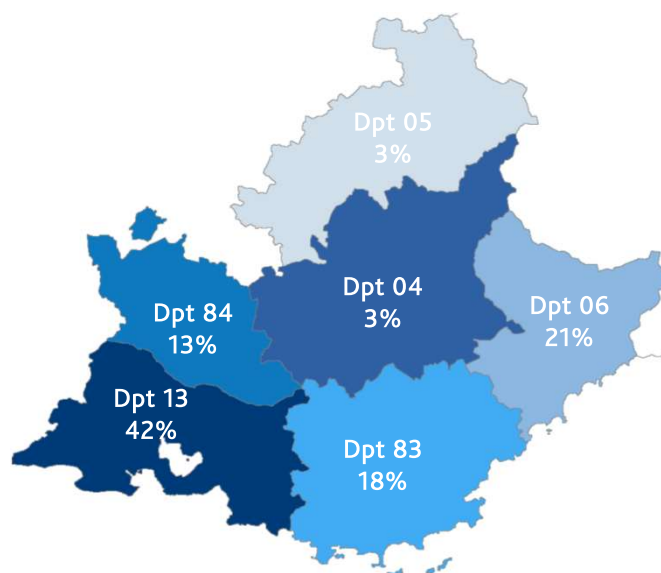 Dpt 05
3%
Dpt 04
3%
Dpt 06
21%
Dpt 84
13%
Dpt 13
42%
Dpt 83
18%